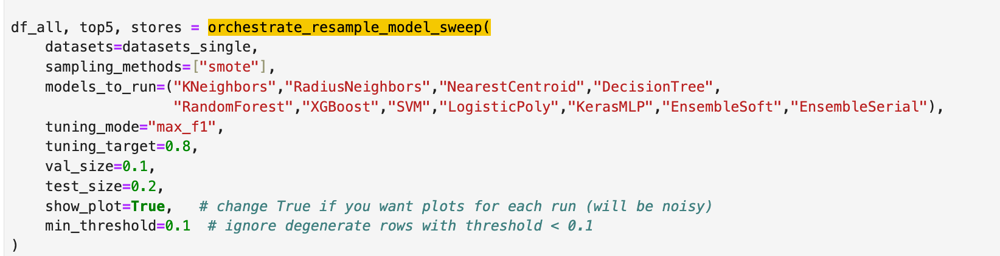 df_all, top5, stores = orchestrate_resample_model_sweep(
    datasets=datasets_single,
    sampling_methods=["smote"],
    models_to_run=("KNeighbors","RadiusNeighbors","NearestCentroid","DecisionTree",
                   "RandomForest","XGBoost","SVM","LogisticPoly","KerasMLP","EnsembleSoft","EnsembleSerial"),
    tuning_mode="max_f1",
    tuning_target=0.8,
    val_size=0.1,
    test_size=0.2,
    show_plot=True,   # change True if you want plots for each run (will be noisy)
    min_threshold=0.1  # ignore degenerate rows with threshold < 0.1
)